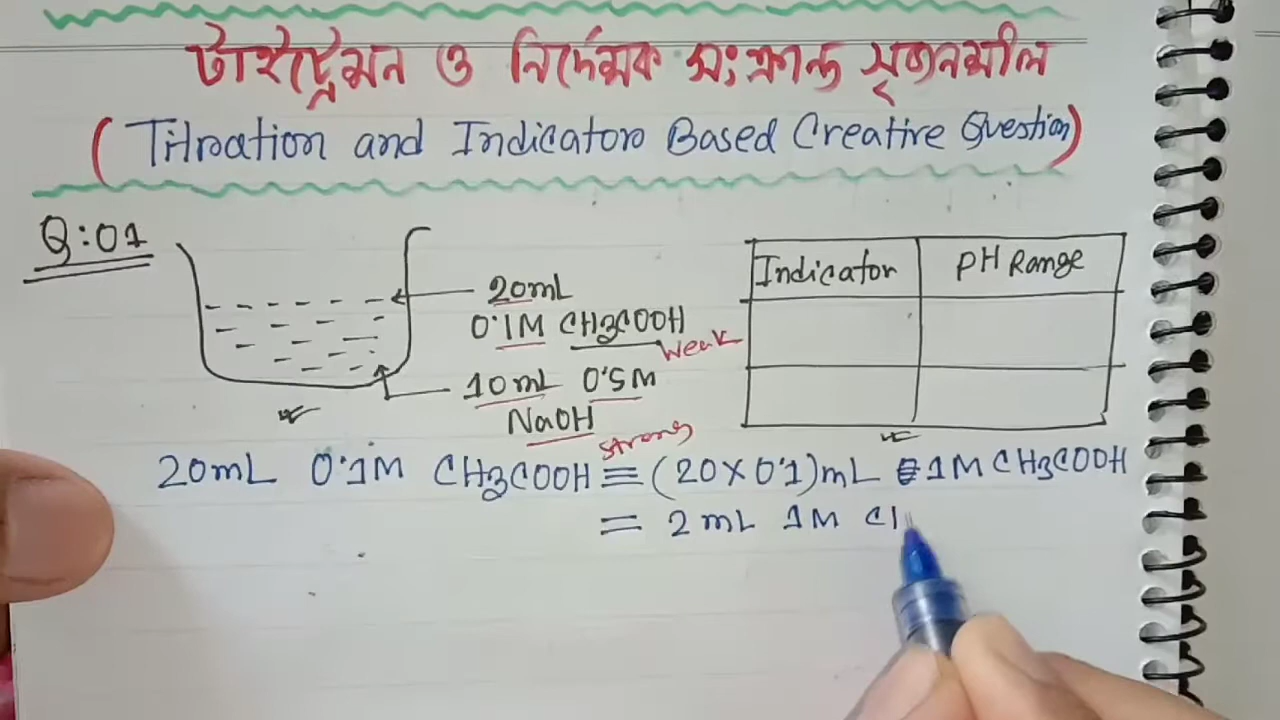 টাইট্রেশন ও নির্দেশক সংক্রান্ত সৃজনশীল
(Titration and Indicator Based Creative Question)
Q:01
20mL
0.1M CH3COOH
Weak
10mL 0.5M
NaOH
Strong
Indicator PH Range
20mL 0.1M CH3COOH ≡ (20×0.1)mL 1M CH3COOH
= 2mL 1M CH